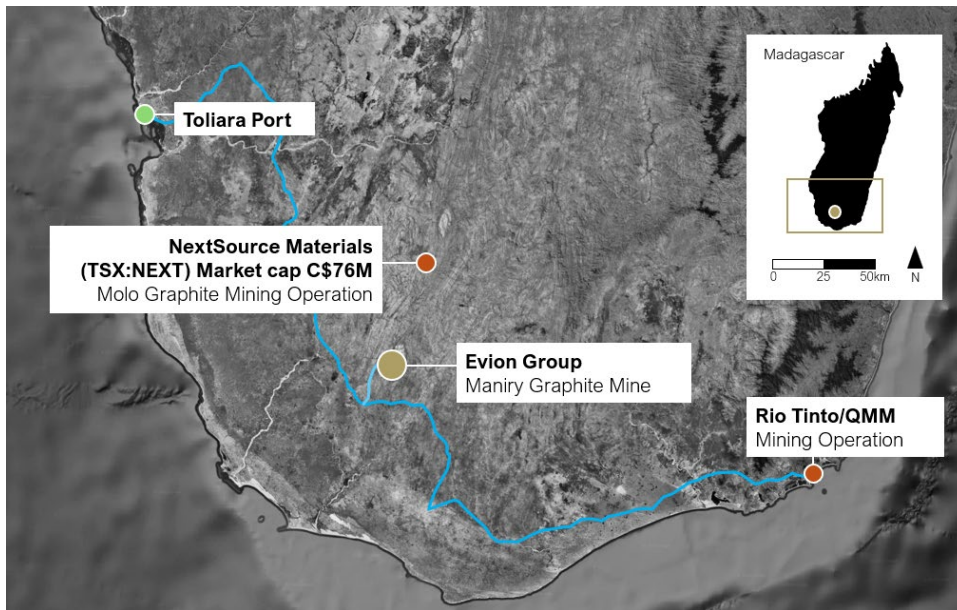 Madagascar
0 25 50km
N
Toliara Port
NextSource Materials
(TSX:NEXT) Market cap C$76M
Molo Graphite Mining Operation
Evion Group
Maniry Graphite Mine
Rio Tinto/QMM
Mining Operation